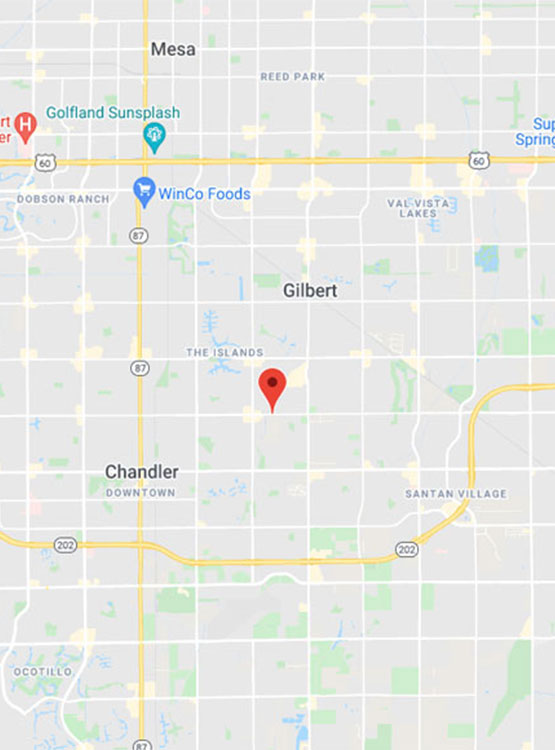 Mesa
REED PARK
Golfland Sunsplash
rt
er
H
Sup
Spring
60
60
DOBSON RANCH
WinCo Foods
VAL VISTA
LAKES
87
Gilbert
THE ISLANDS
87
Chandler
DOWNTOWN
SANTAN VILLAGE
202
202
OCOTILLO
87